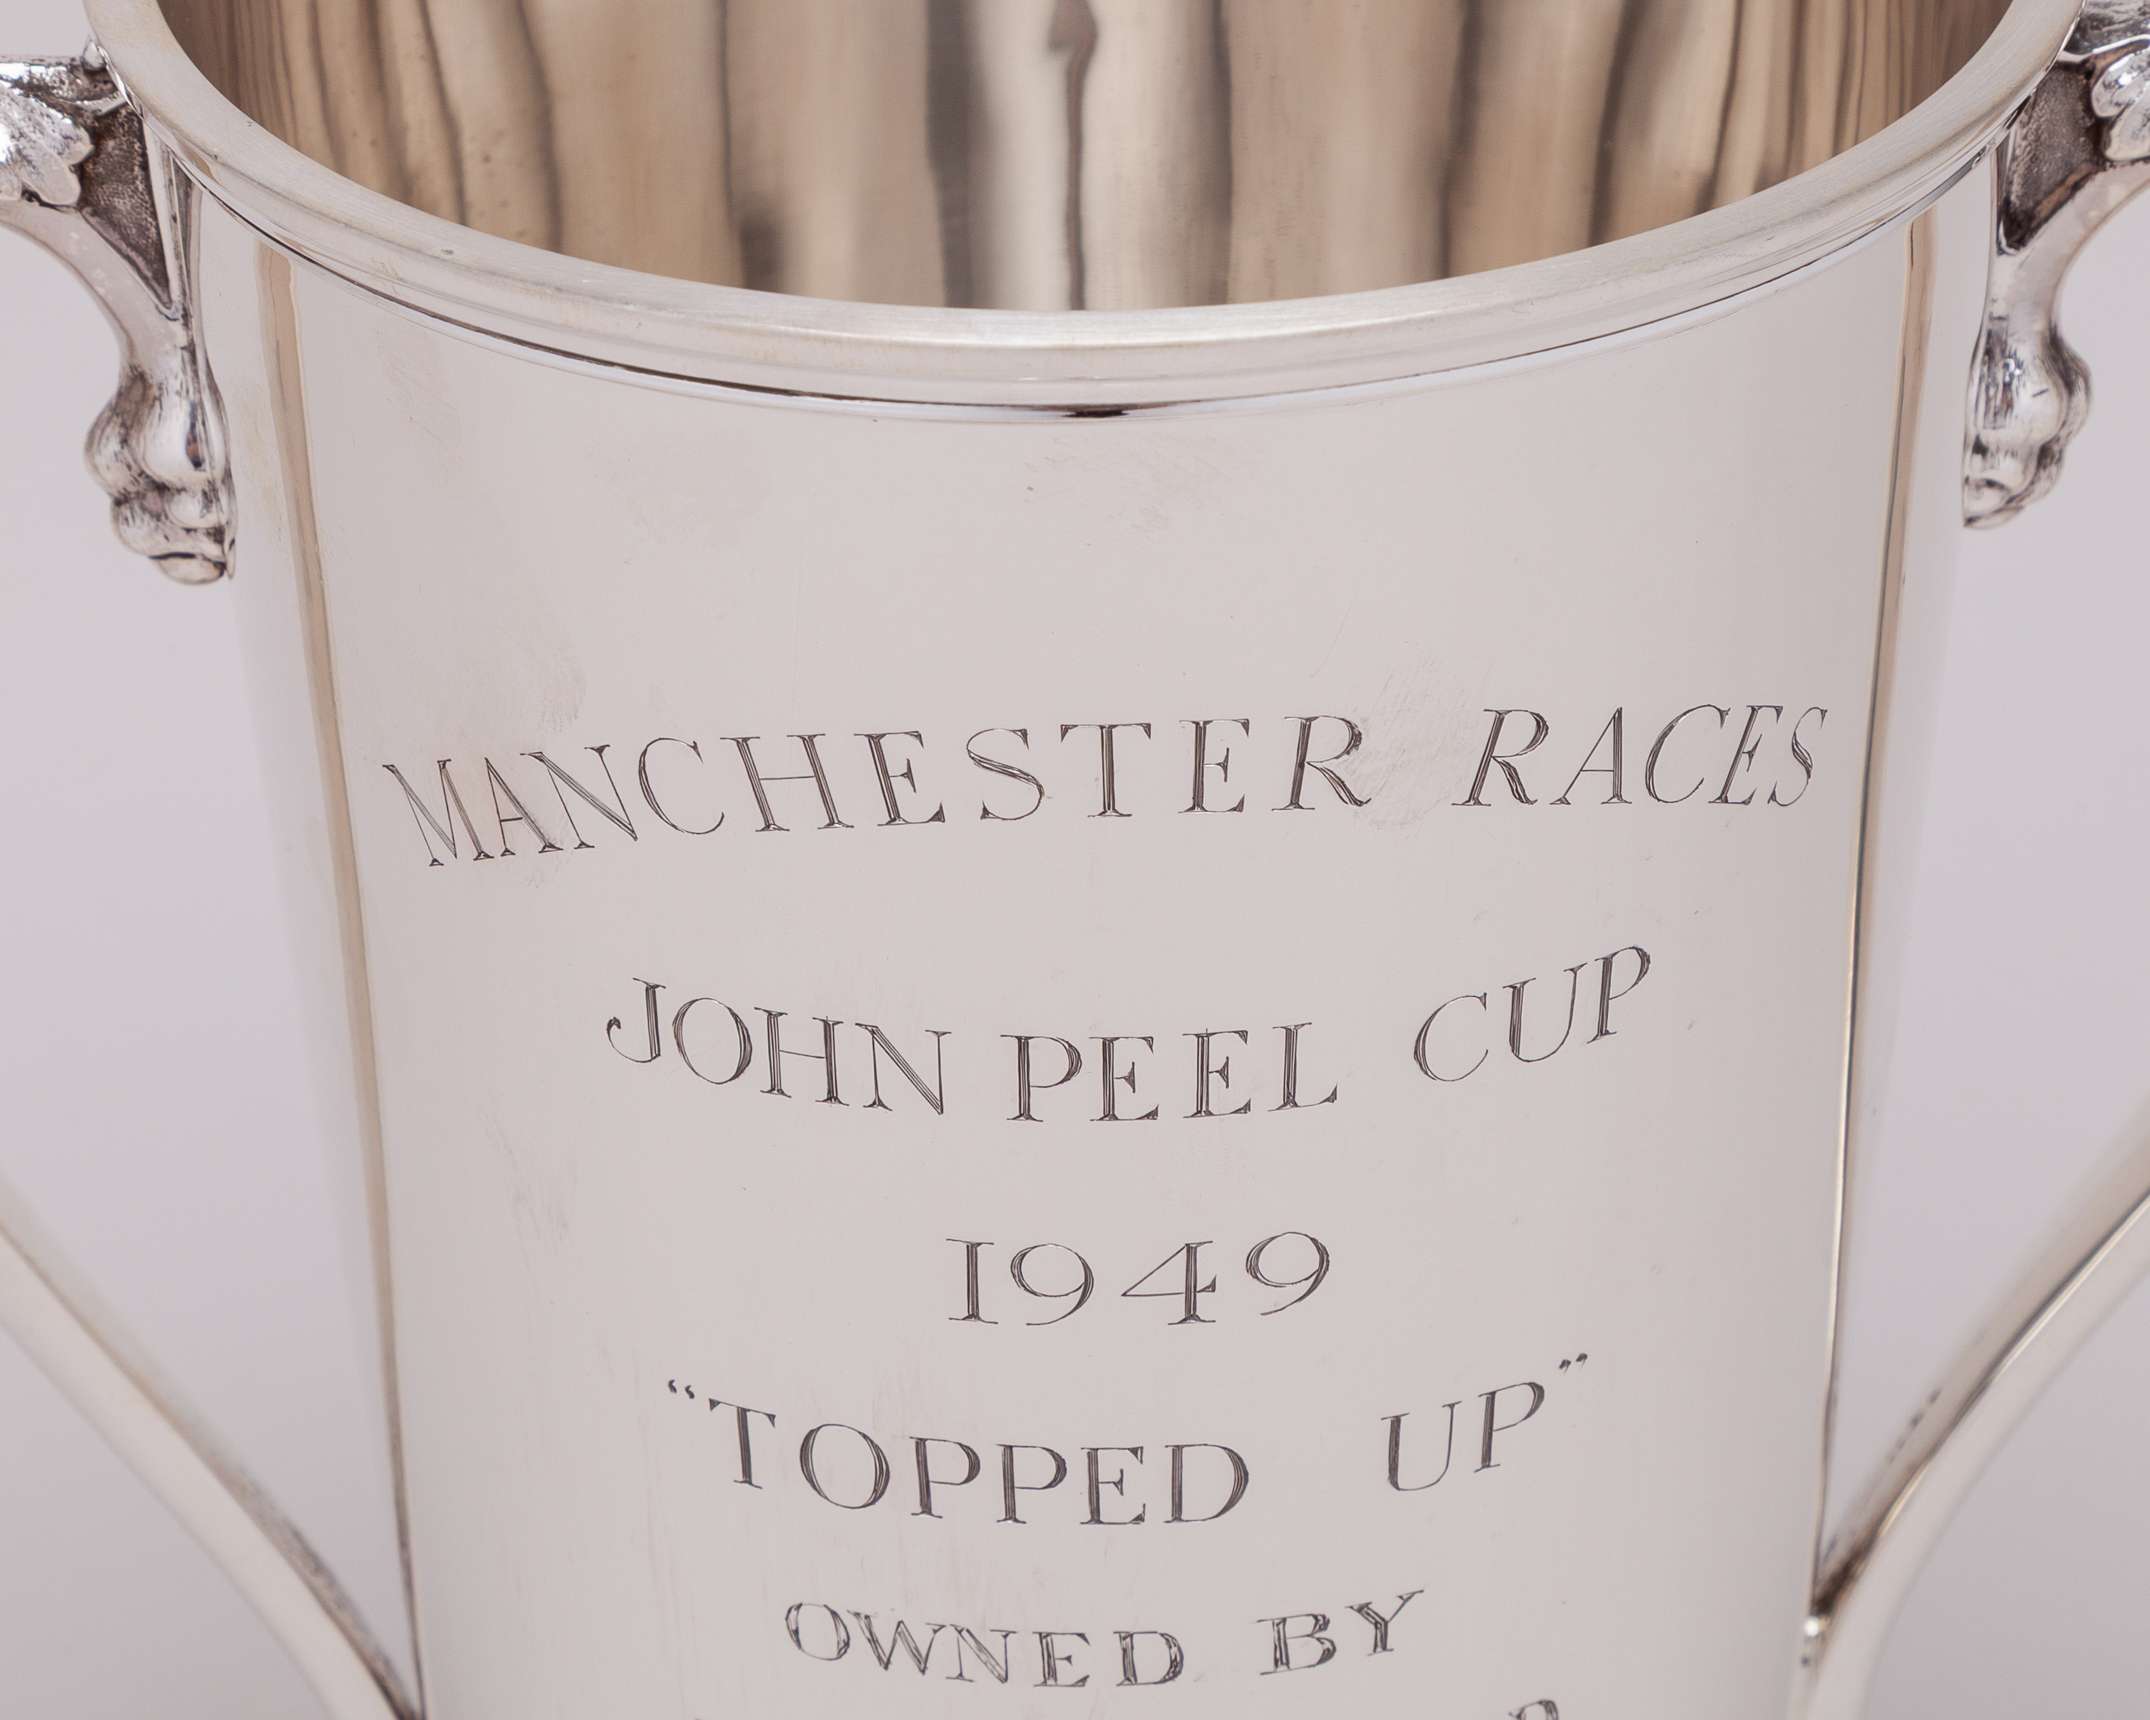 MANCHESTER RACES
JOHN PEEL CUP
1949
“TOPPED UP”
OWNED BY